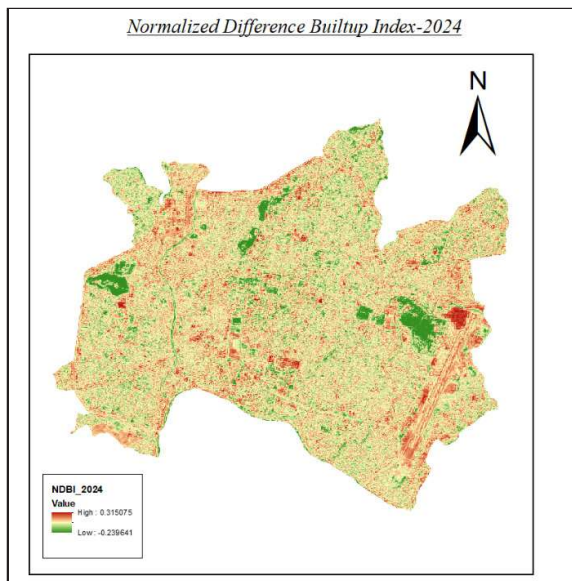 Normalized Difference Builtup Index-2024
N
NDBI_2024
Value
High : 0.315075
Low : -0.239641